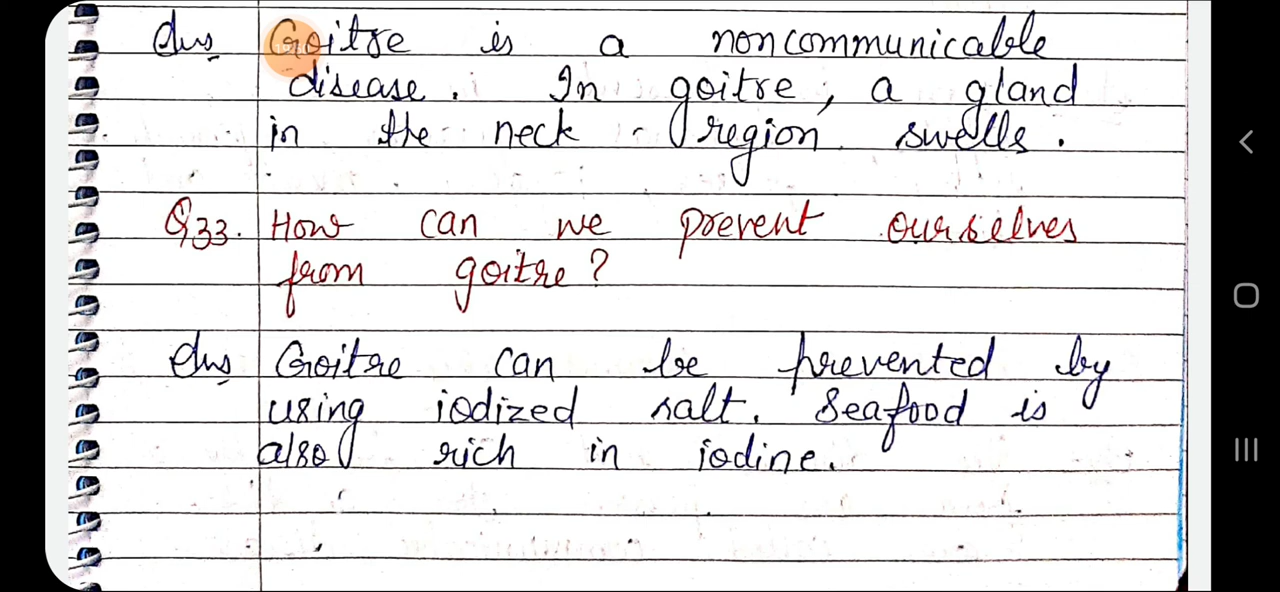 Ans Goitre is a noncommunicable
disease. In goitre, a gland
in the neck region swells.
Q33. How can we prevent ourselves
from goitre?
Ans Goitre can be prevented by
using iodized salt. Seafood is
also rich in iodine.